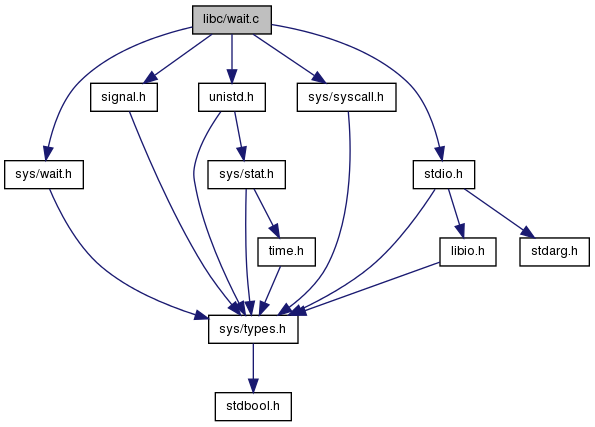 libc/wait.c
signal.h
unistd.h
sys/syscall.h
sys/wait.h
sys/stat.h
stdio.h
time.h
libio.h
stdarg.h
sys/types.h
stdbool.h